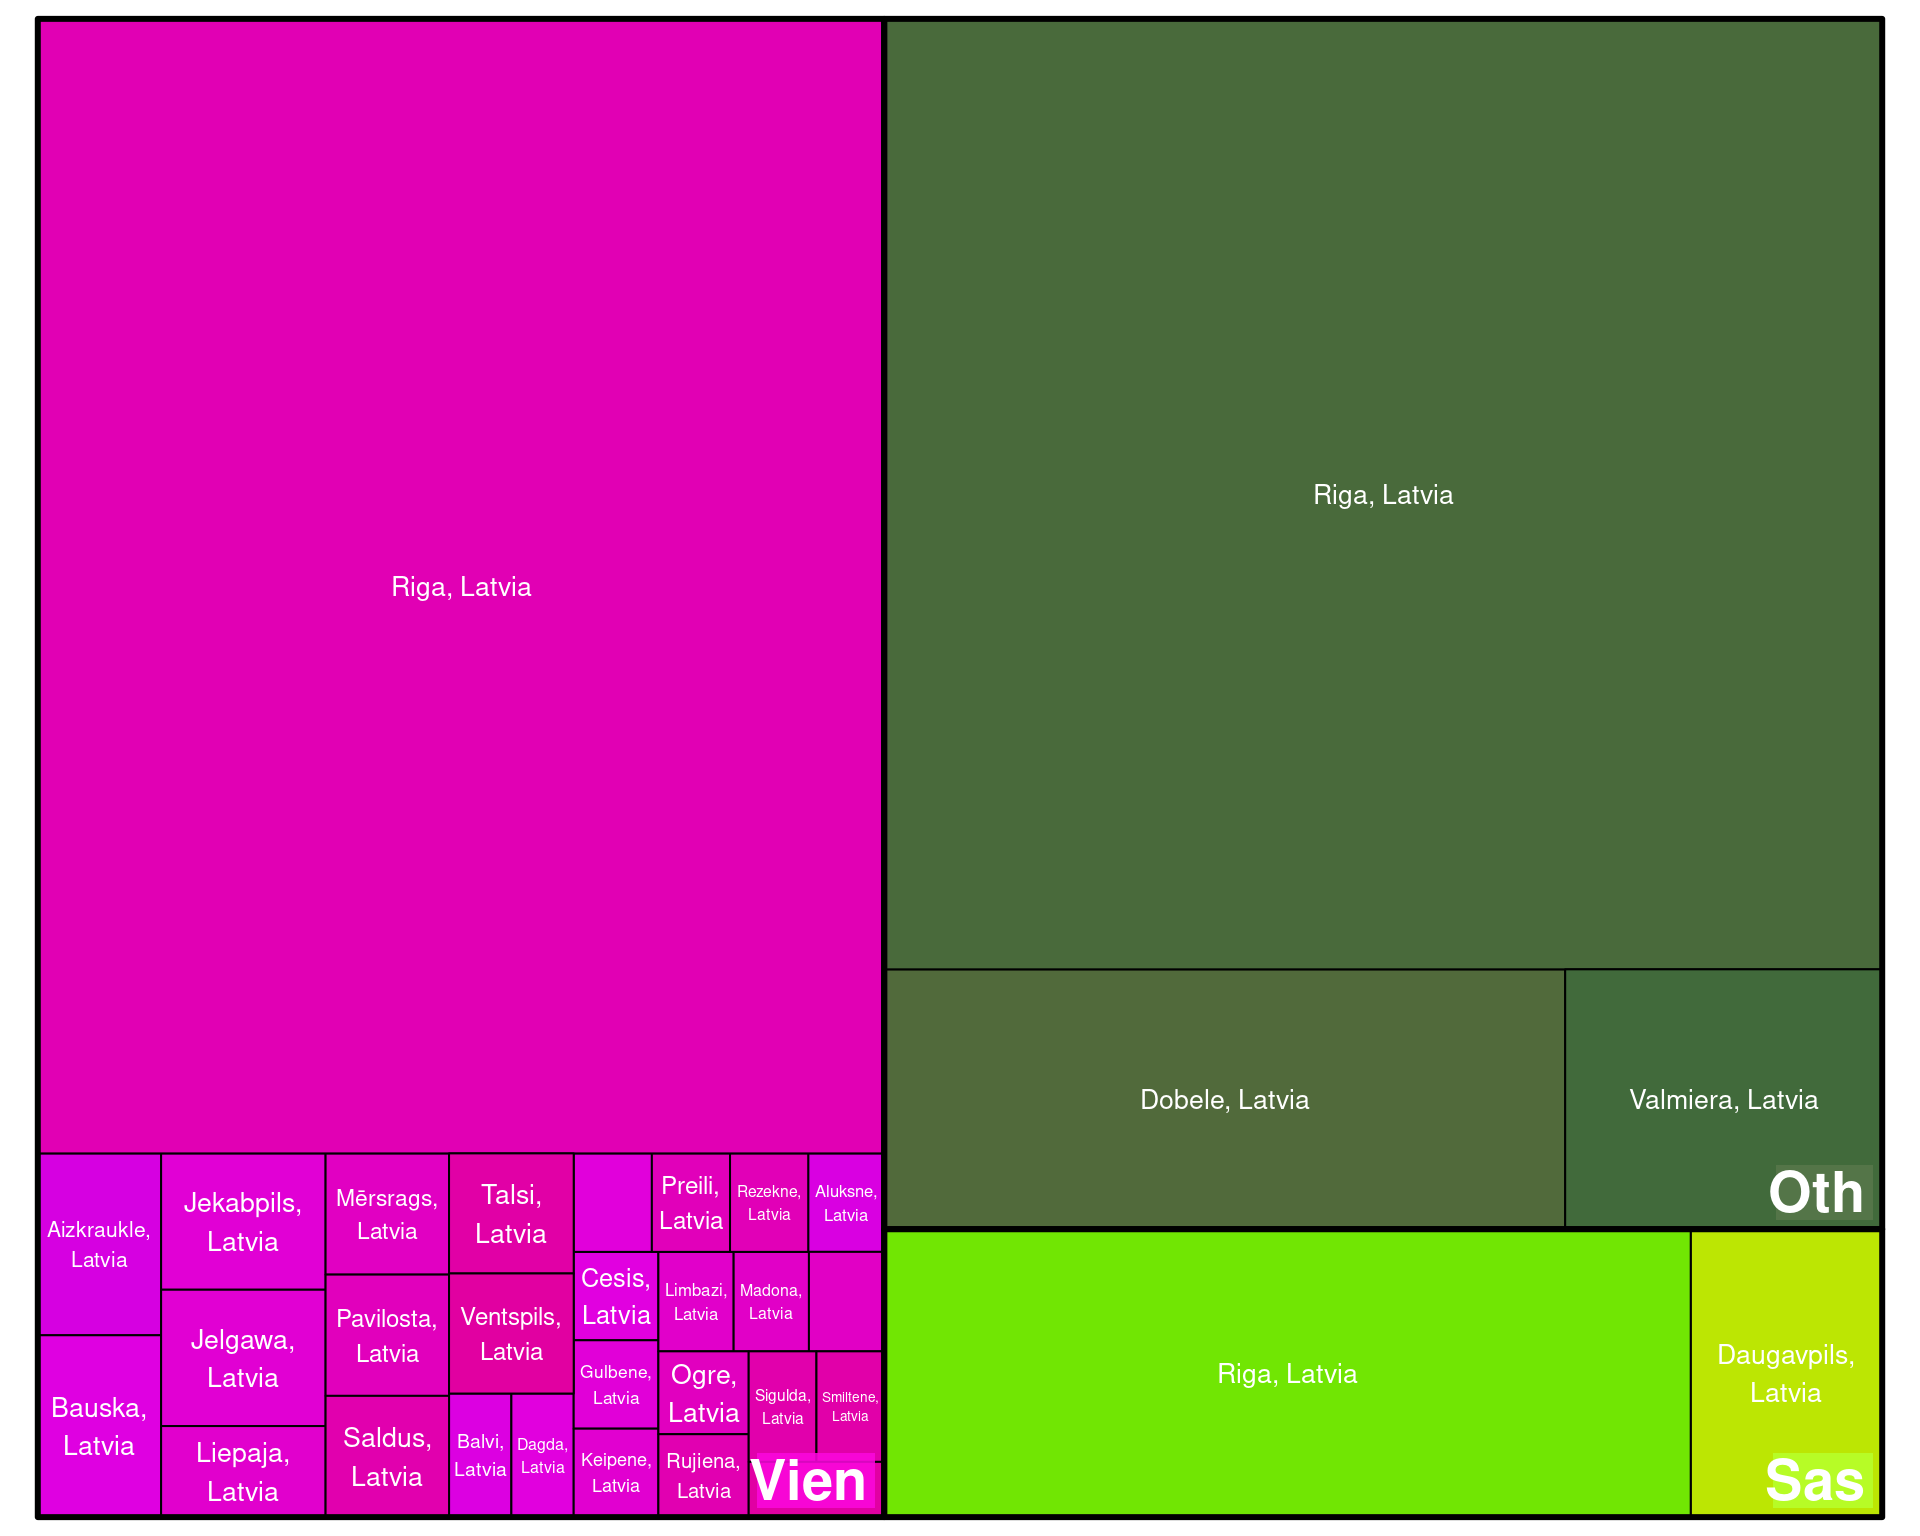 Riga, Latvia
Aizkraukle,
Latvia
Bauska,
Latvia
Jekabpils,
Latvia
Jelgawa,
Latvia
Liepaja,
Latvia
Mērsrags,
Latvia
Pavilosta,
Latvia
Saldus,
Latvia
Talsi,
Latvia
Ventspils,
Latvia
Balvi,
Latvia
Dagda,
Latvia
Cesis,
Latvia
Gulbene,
Latvia
Keipene,
Latvia
Preili,
Latvia
Rezekne,
Latvia
Aluksne,
Latvia
Limbazi,
Latvia
Madona,
Latvia
Ogre,
Latvia
Rujiena,
Latvia
Sigulda,
Latvia
Smiltene,
Latvia
Vien
Riga, Latvia
Dobele, Latvia
Valmiera, Latvia
Oth
Riga, Latvia
Daugavpils,
Latvia
Sas